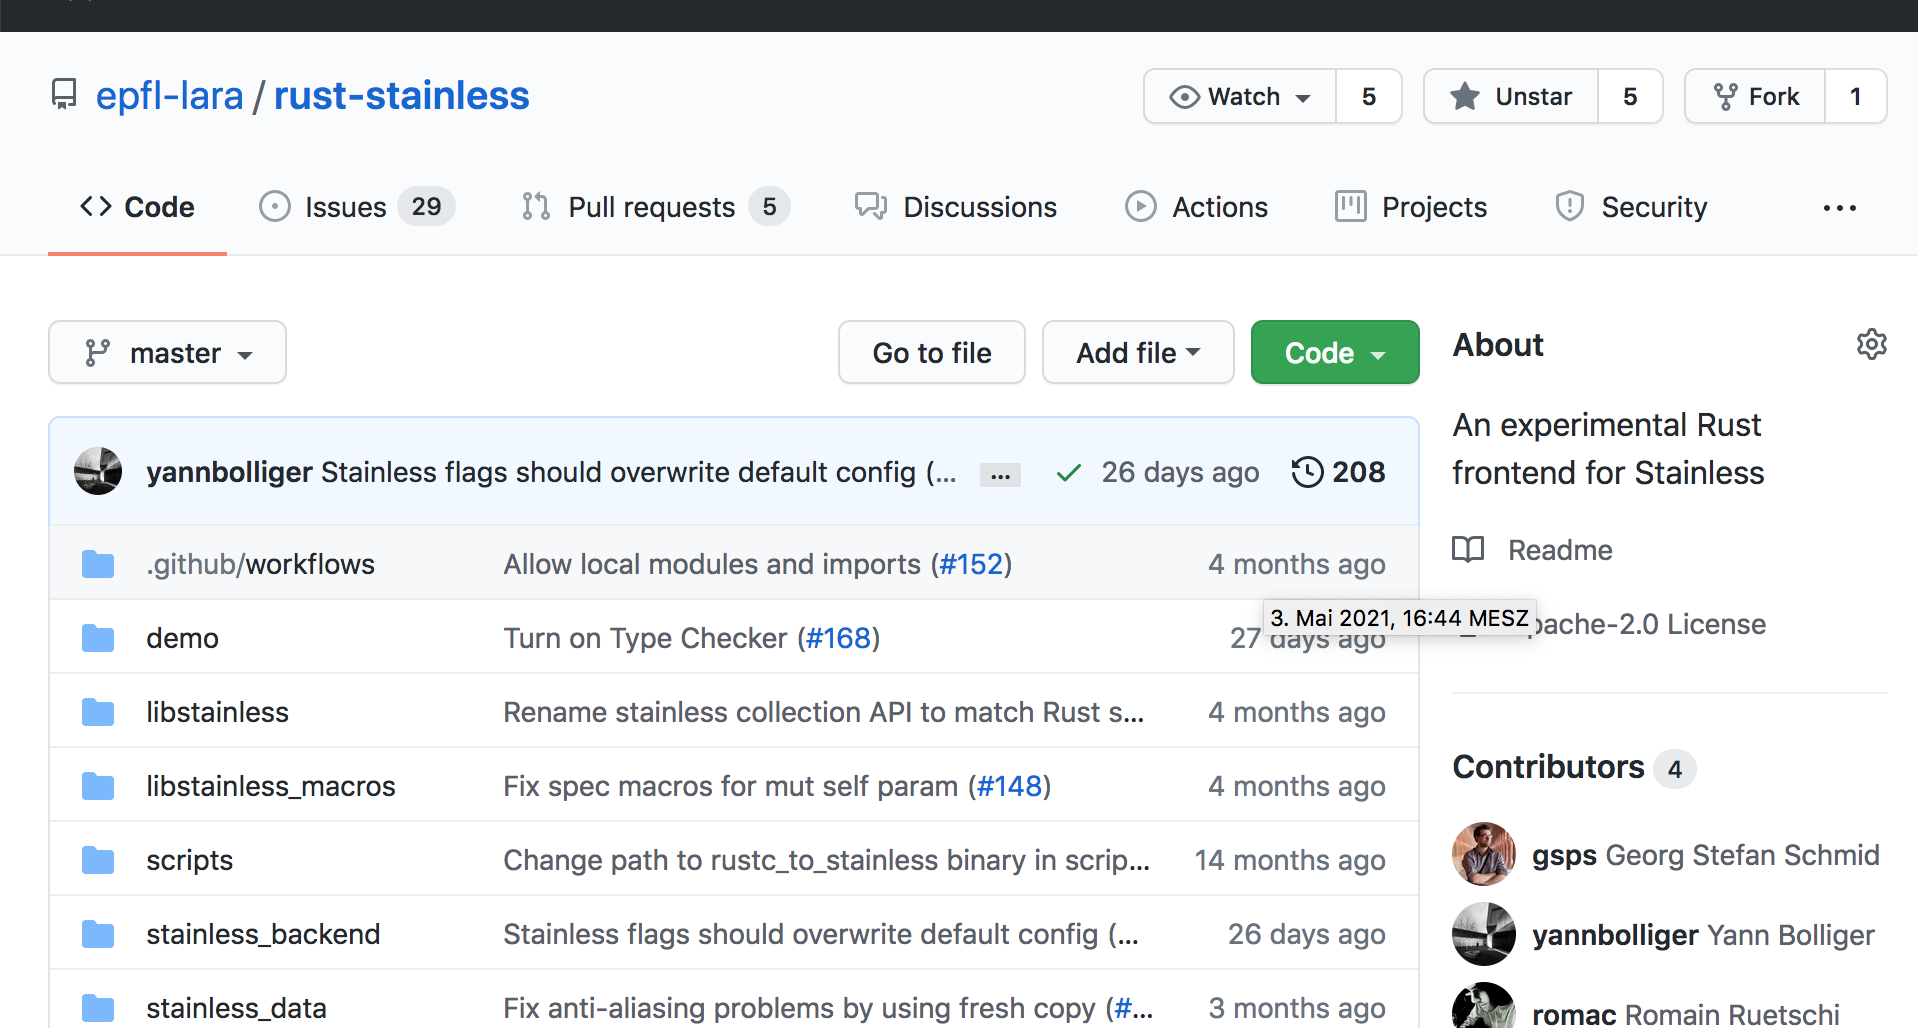 epfl-lara / rust-stainless
Watch 5
Unstar 5
Fork 1
Code
Issues 29
Pull requests 5
Discussions
Actions
Projects
Security
...
master
Go to file
Add file
Code
yannbolliger Stainless flags should overwrite default config (... ... 26 days ago 208
.github/workflows Allow local modules and imports (#152) 4 months ago
demo Turn on Type Checker (#168) 27 days ago
3. Mai 2021, 16:44 MESZ
libstainless Rename stainless collection API to match Rust s... 4 months ago
libstainless_macros Fix spec macros for mut self param (#148) 4 months ago
scripts Change path to rustc_to_stainless binary in scrip... 14 months ago
stainless_backend Stainless flags should overwrite default config (... 26 days ago
stainless_data Fix anti-aliasing problems by using fresh copy (#... 3 months ago
About
An experimental Rust
frontend for Stainless
Readme
pache-2.0 License
Contributors 4
gsps Georg Stefan Schmid
yannbolliger Yann Bolliger
romac Romain Ruetschi